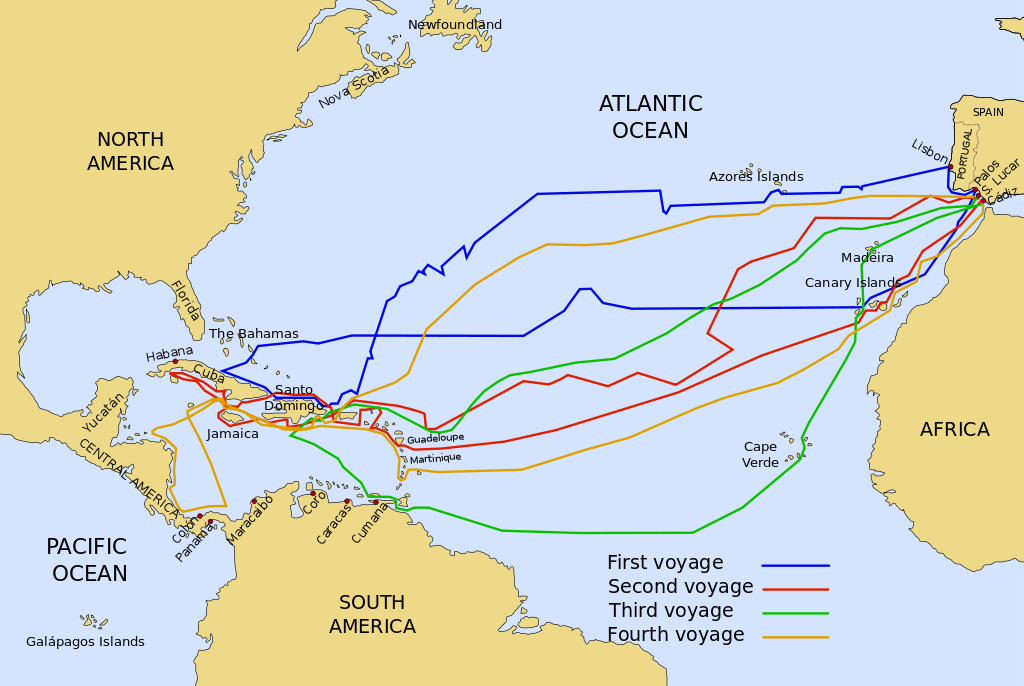 Newfoundland
Nova Scotia
ATLANTIC
OCEAN
SPAIN
PORTUGAL
Lisbon
Palos
S. Lucar
Cádiz
NORTH
AMERICA
Azores Islands
Madeira
Canary Islands
Florida
The Bahamas
Habana
Cuba
Santo
Domingo
Yucatán
Jamaica
Guadeloupe
Martinique
CENTRAL AMERICA
AFRICA
Cape
Verde
Colón
Panamá
Maracaibo
Coro
Caracas
Cumana
PACIFIC
OCEAN
Galápagos Islands
SOUTH
AMERICA
First voyage
Second voyage
Third voyage
Fourth voyage